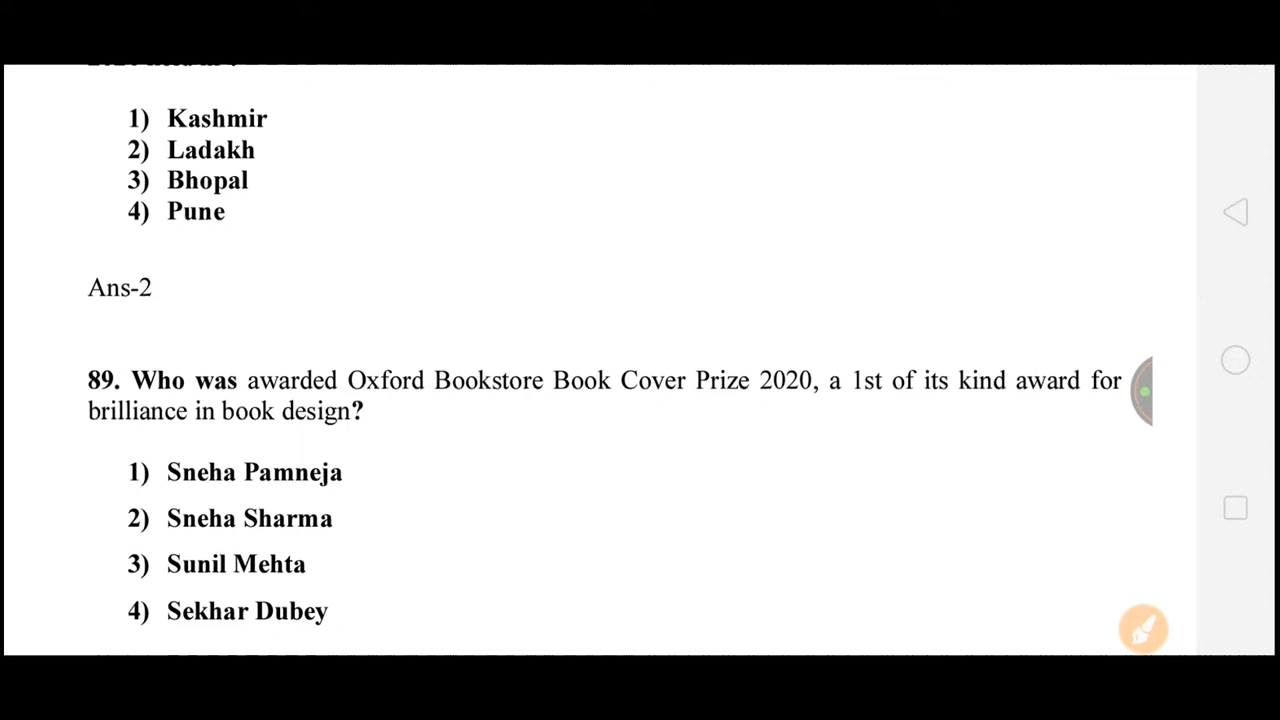 1) Kashmir
2) Ladakh
3) Bhopal
4) Pune
Ans-2
89. Who was awarded Oxford Bookstore Book Cover Prize 2020, a 1st of its kind award for
brilliance in book design?
1) Sneha Pamneja
2) Sneha Sharma
3) Sunil Mehta
4) Sekhar Dubey